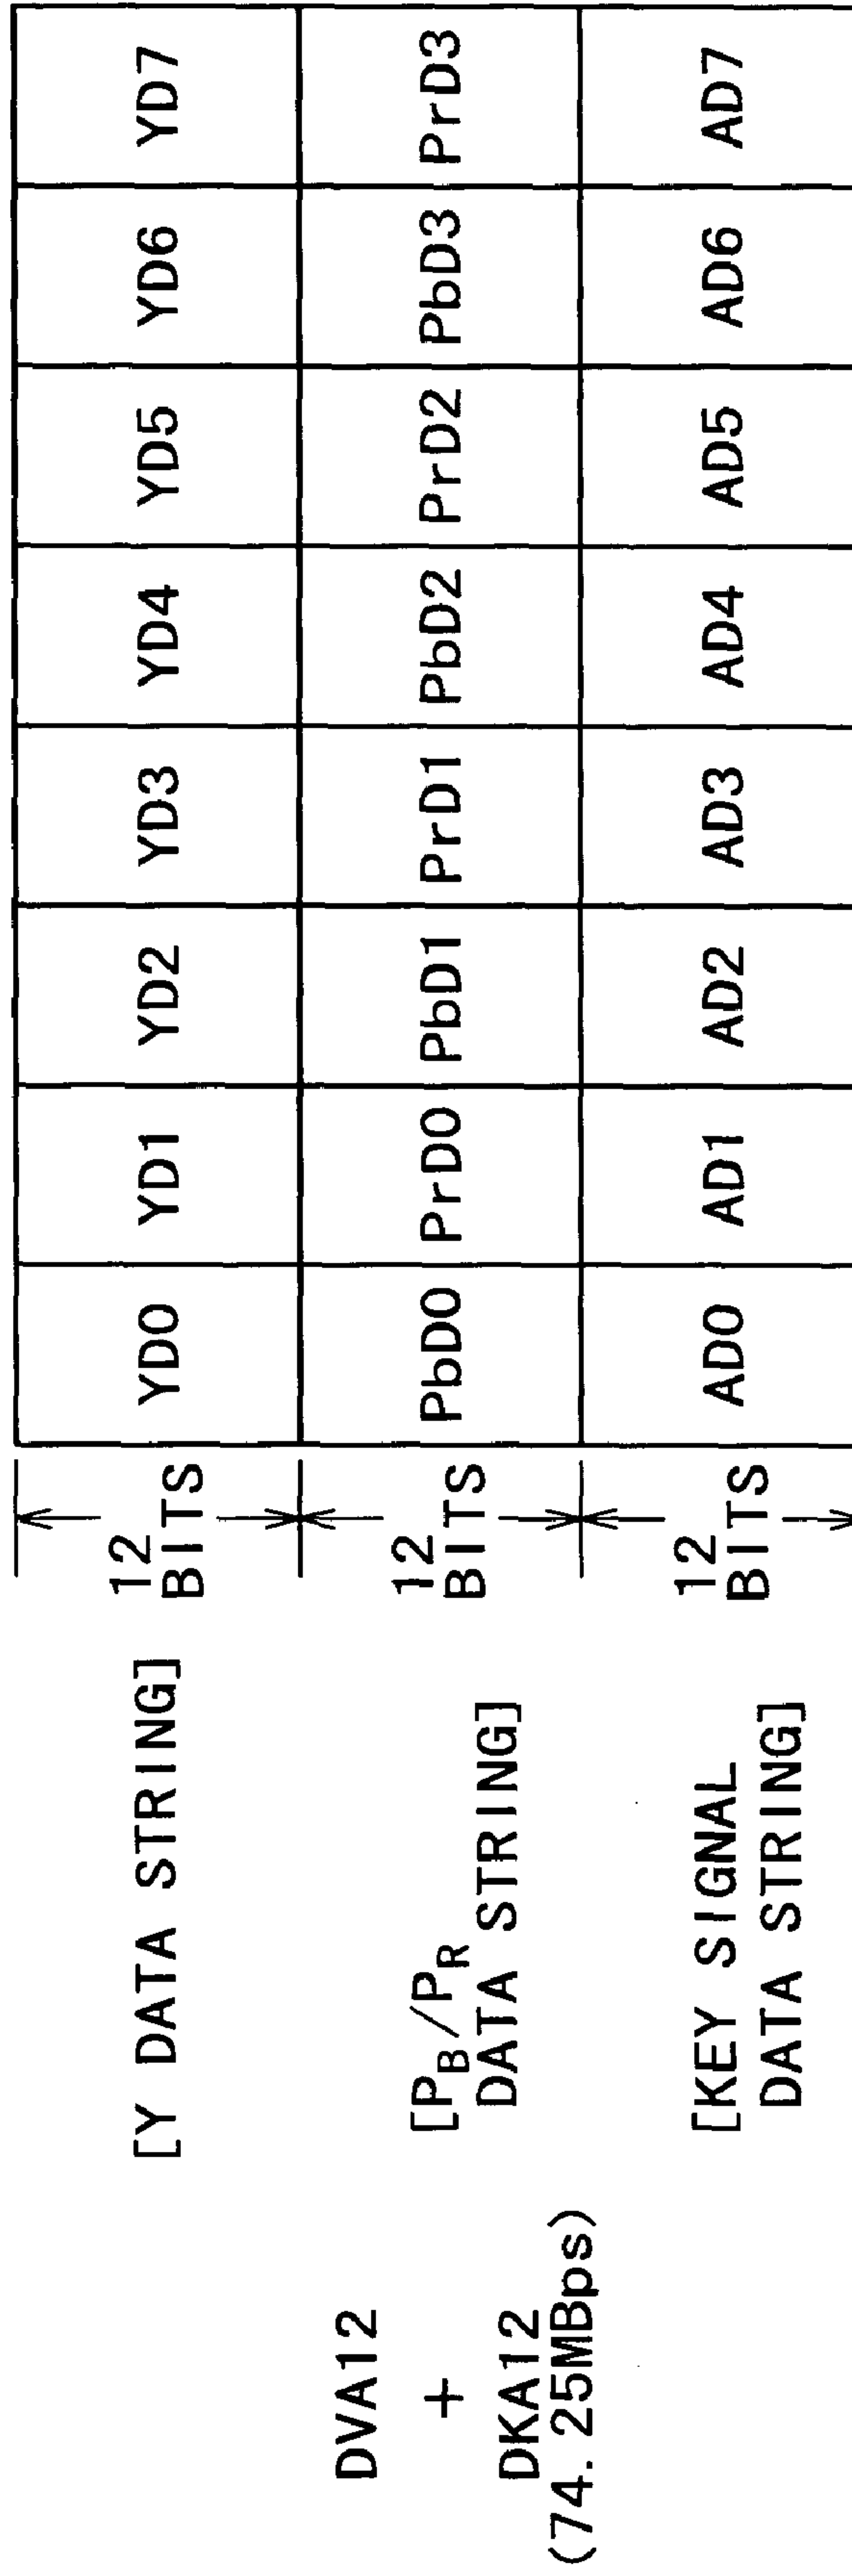 DVA12
+
DKA12
(74. 25MBps)
[Y DATA STRING]
12
BITS
YD0 YD1 YD2 YD3 YD4 YD5 YD6 YD7
[PB/PR
DATA STRING]
12
BITS
PbD0 PrD0 PbD1 PrD1 PbD2 PrD2 PbD3 PrD3
[KEY SIGNAL
DATA STRING]
12
BITS
AD0 AD1 AD2 AD3 AD4 AD5 AD6 AD7